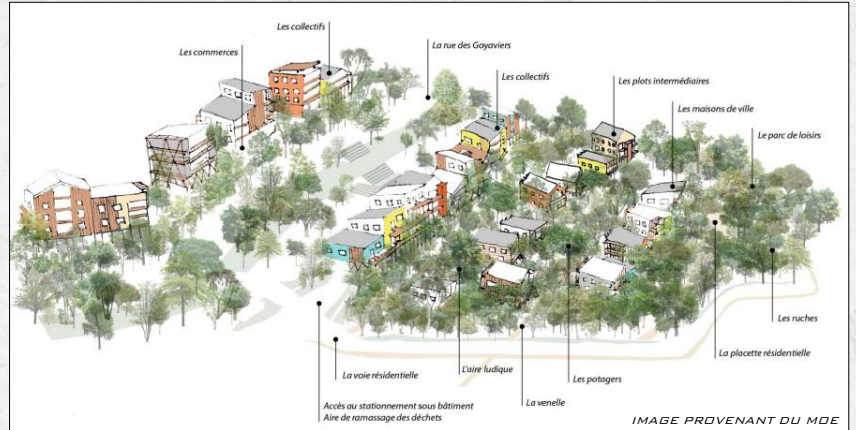 Les collectifs
Les commerces
La rue des Goyaviers
Les collectifs
Les plots intermédiaires
Les maisons de ville
Le parc de loisirs
Les ruches
La placette résidentielle
La voie résidentielle
L'aire ludique
Les potagers
La venelle
Accès au stationnement sous bâtiment
Aire de ramassage des déchets
IMAGE PROVENANT DU MOE